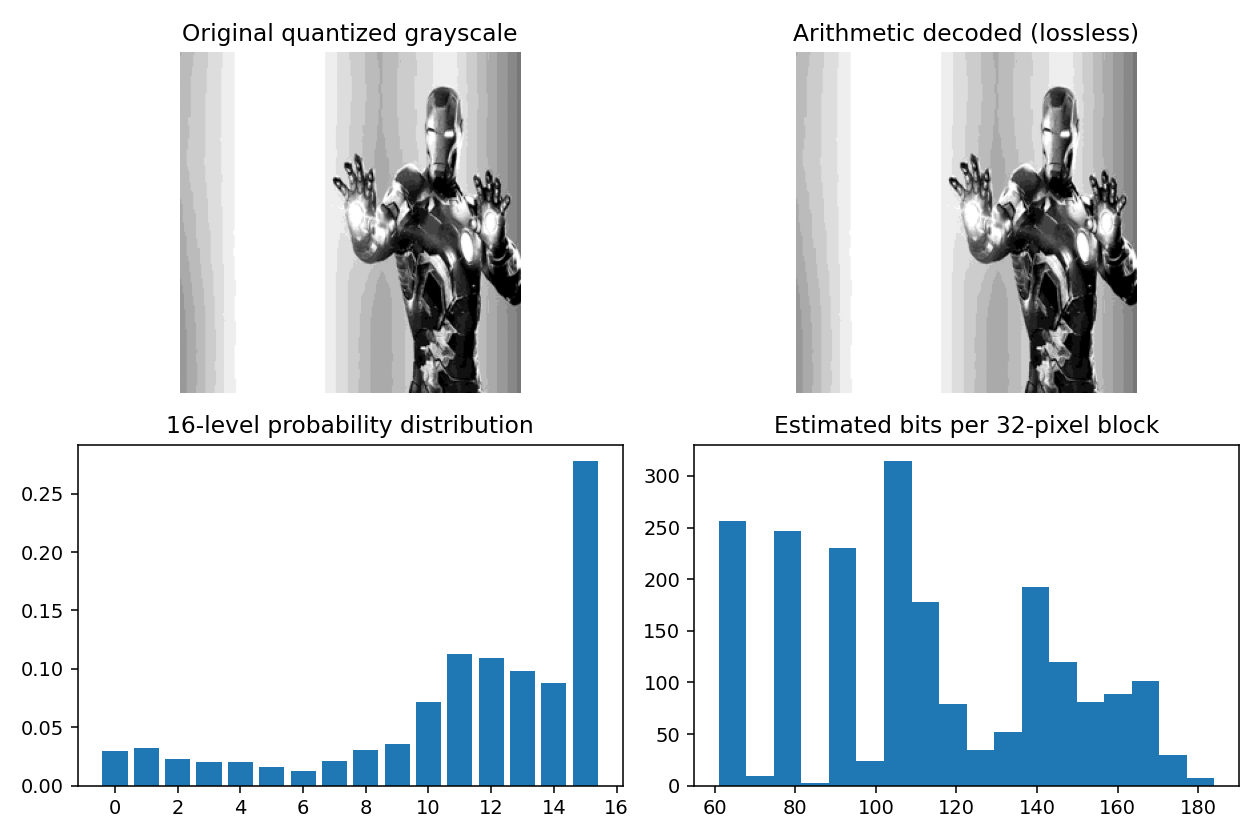 Original quantized grayscale
Arithmetic decoded (lossless)
16-level probability distribution
0.25
0.20
0.15
0.10
0.05
0.00
0 2 4 6 8 10 12 14 16
Estimated bits per 32-pixel block
300
250
200
150
100
50
0
60 80 100 120 140 160 180